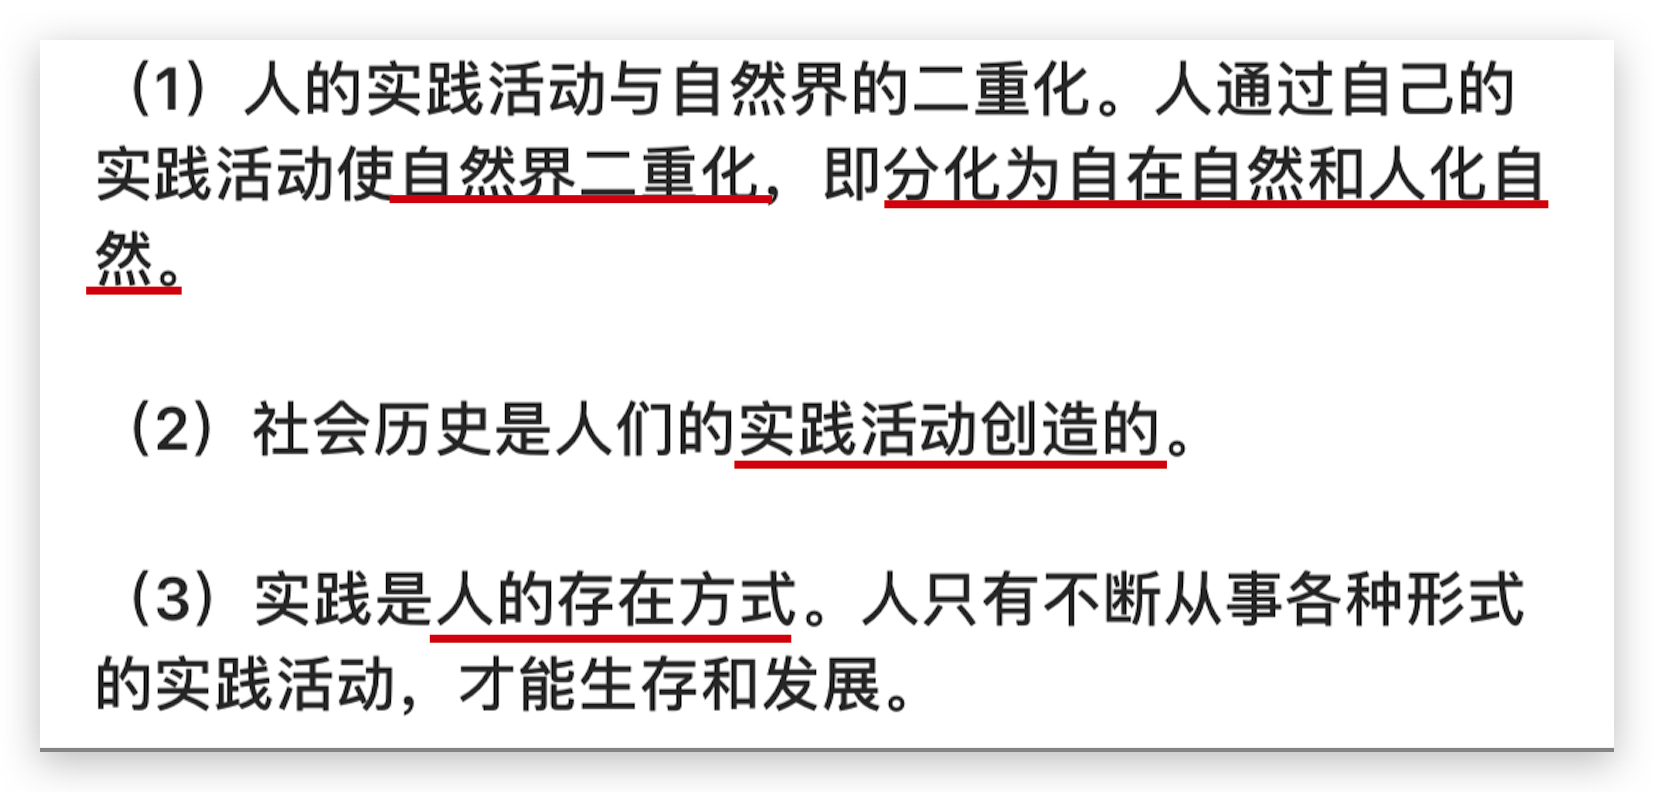 （1）人的实践活动与自然界的二重化。人通过自己的
实践活动使自然界二重化，即分化为自在自然和人化自
然。
（2）社会历史是人们的实践活动创造的。
（3）实践是人的存在方式。人只有不断从事各种形式
的实践活动，才能生存和发展。